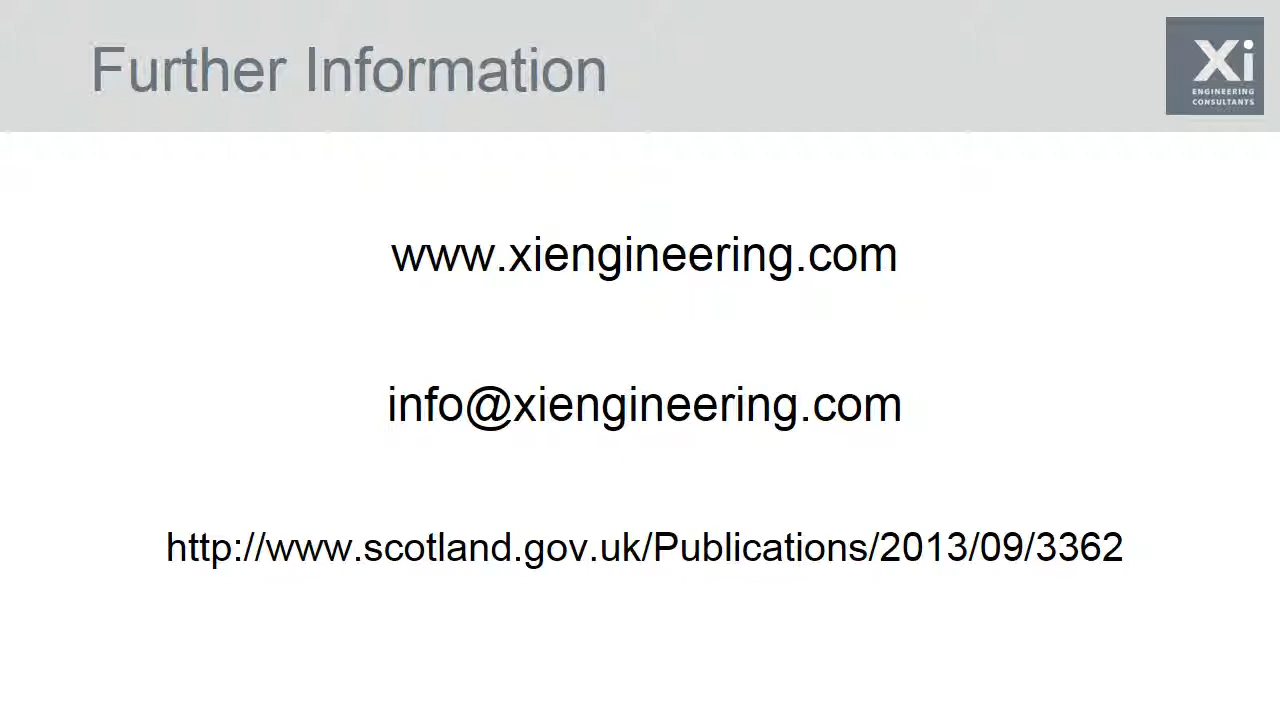 Further Information
Xi
ENGINEERING
CONSULTANTS
www.xiengineering.com
info@xiengineering.com
http://www.scotland.gov.uk/Publications/2013/09/3362